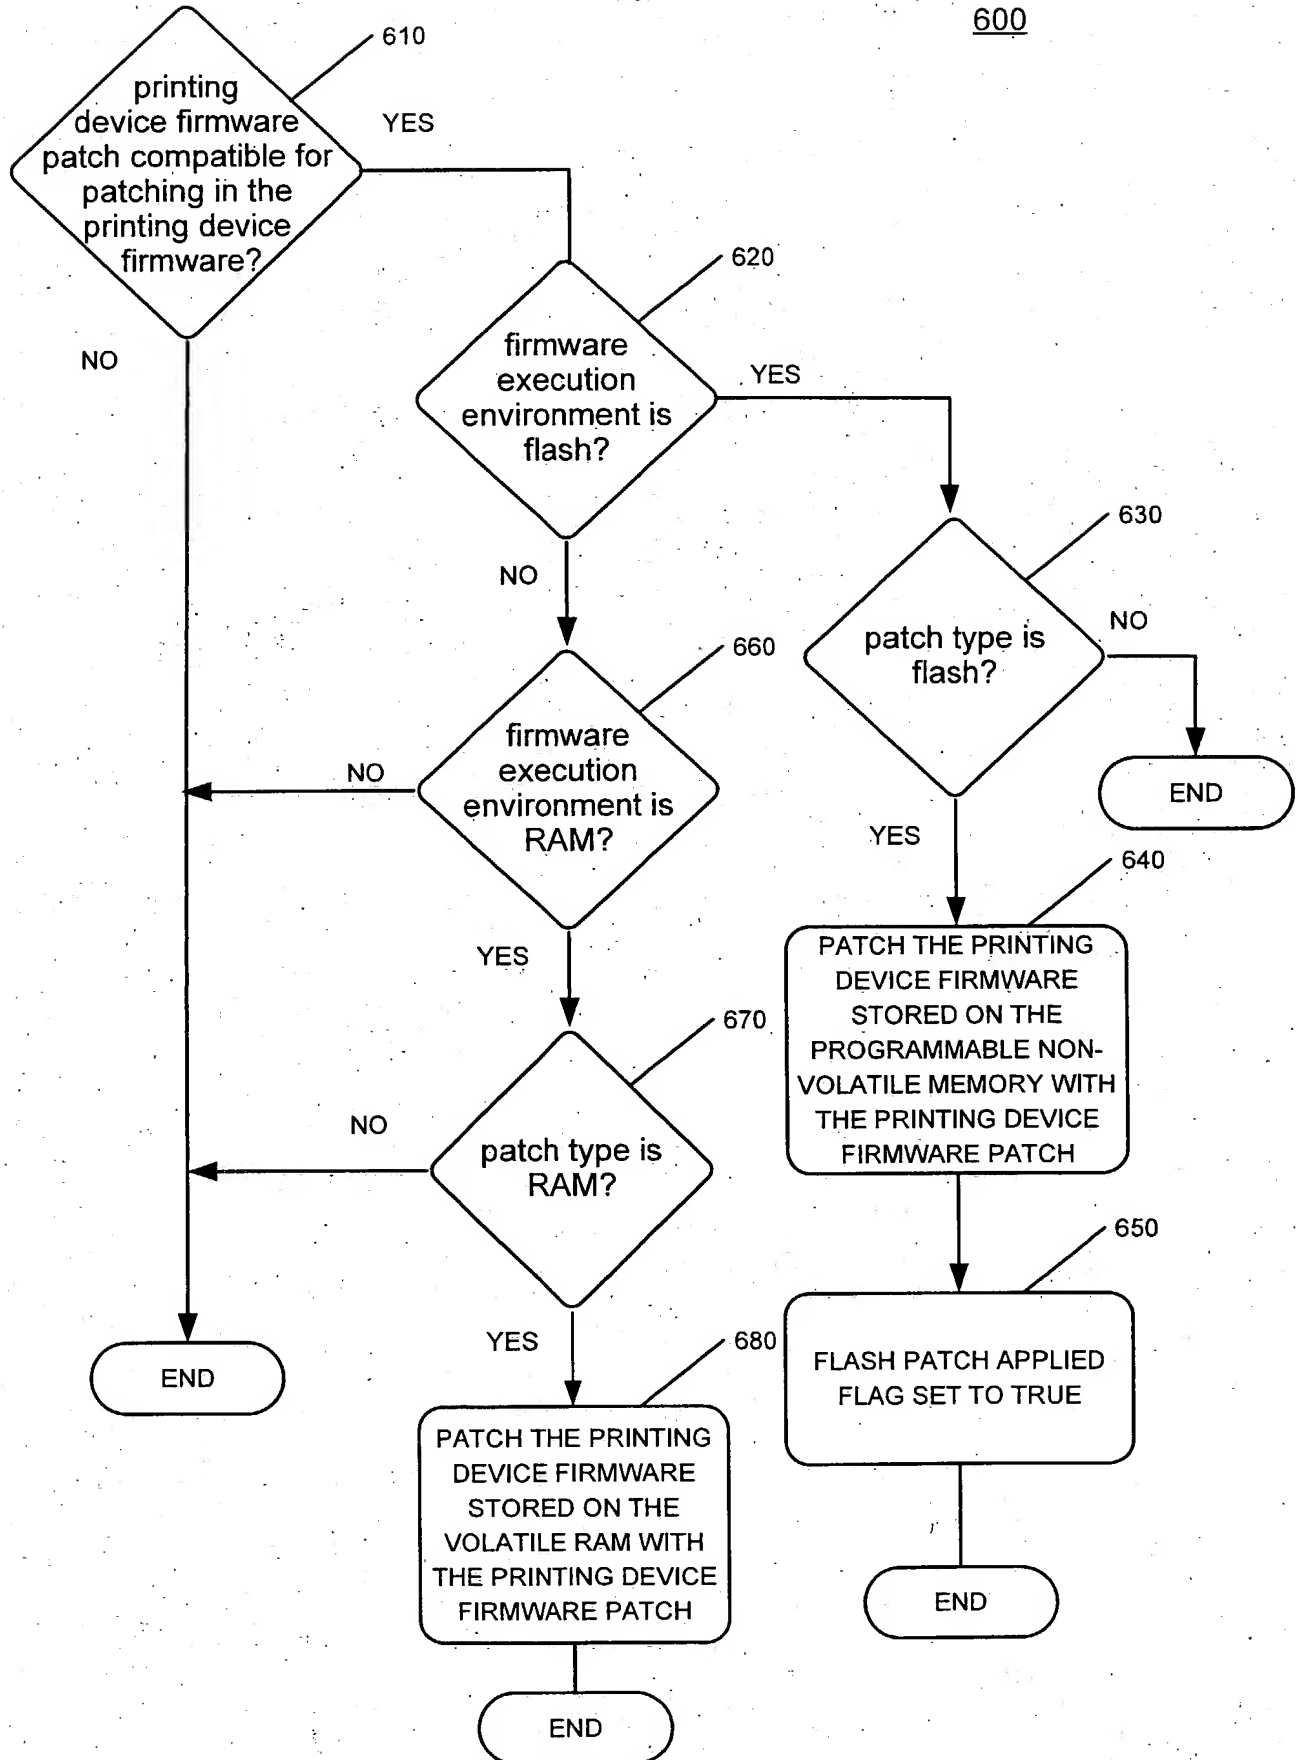 600
610
printing
device firmware
patch compatible for
patching in the
printing device
firmware?
YES
NO
620
firmware
execution
environment is
flash?
YES
NO
630
patch type is
flash?
NO
END
YES
660
firmware
execution
environment is
RAM?
NO
YES
640
PATCH THE PRINTING
DEVICE FIRMWARE
STORED ON THE
PROGRAMMABLE NON-
VOLATILE MEMORY WITH
THE PRINTING DEVICE
FIRMWARE PATCH
670
patch type is
RAM?
NO
YES
650
FLASH PATCH APPLIED
FLAG SET TO TRUE
END
680
PATCH THE PRINTING
DEVICE FIRMWARE
STORED ON THE
VOLATILE RAM WITH
THE PRINTING DEVICE
FIRMWARE PATCH
END
END